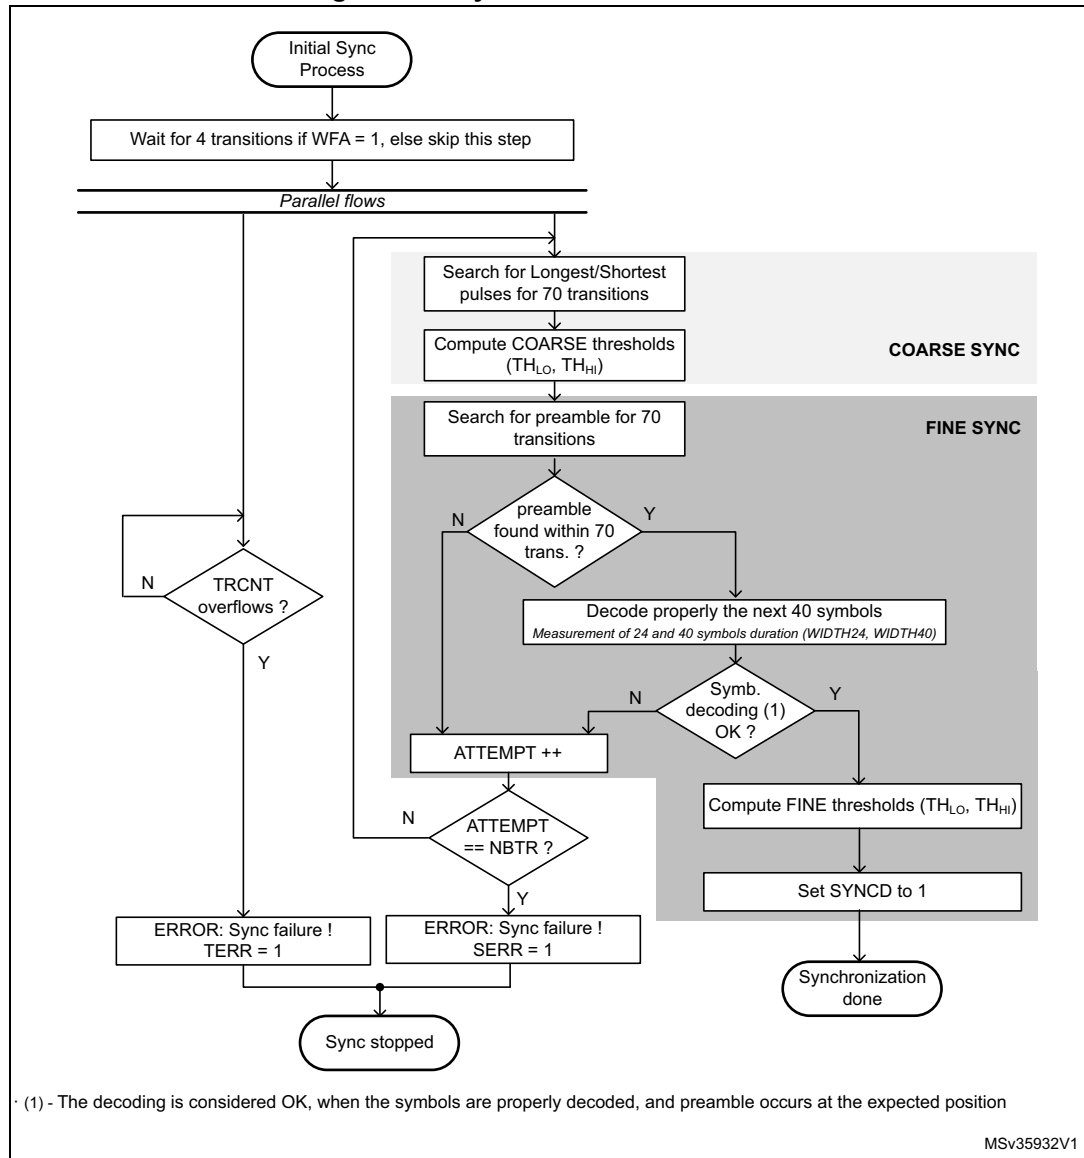 Initial Sync
Process
Wait for 4 transitions if WFA = 1, else skip this step
Parallel flows
Search for Longest/Shortest
pulses for 70 transitions
Compute COARSE thresholds
(TH_LO, TH_HI)
COARSE SYNC
Search for preamble for 70
transitions
FINE SYNC
preamble
found within 70
trans. ?
N
Y
TRCNT
overflows ?
N
Y
Decode properly the next 40 symbols
Measurement of 24 and 40 symbols duration (WIDTH24, WIDTH40)
Symb.
decoding (1)
OK ?
N
Y
ATTEMPT ++
Compute FINE thresholds (TH_LO, TH_HI)
ATTEMPT
== NBTR ?
N
Y
Set SYNCD to 1
ERROR: Sync failure !
TERR = 1
ERROR: Sync failure !
SERR = 1
Synchronization
done
Sync stopped
(1) - The decoding is considered OK, when the symbols are properly decoded, and preamble occurs at the expected position
MSv35932V1